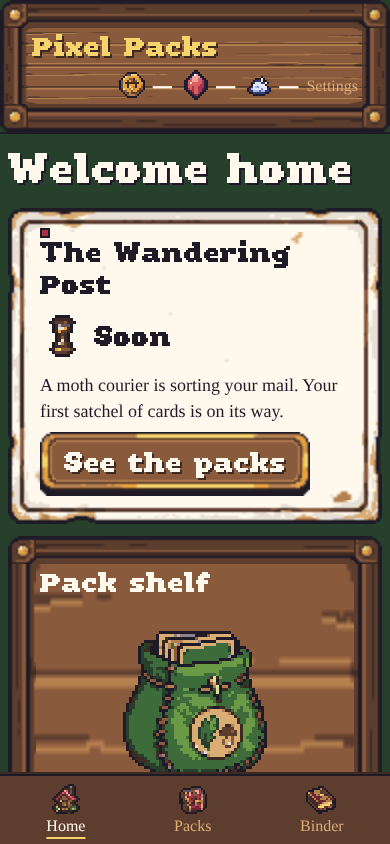 Pixel Packs
— — — Settings
Welcome home
The Wandering
Post
Soon
A moth courier is sorting your mail. Your
first satchel of cards is on its way.
See the packs
Pack shelf
Home
Packs
Binder